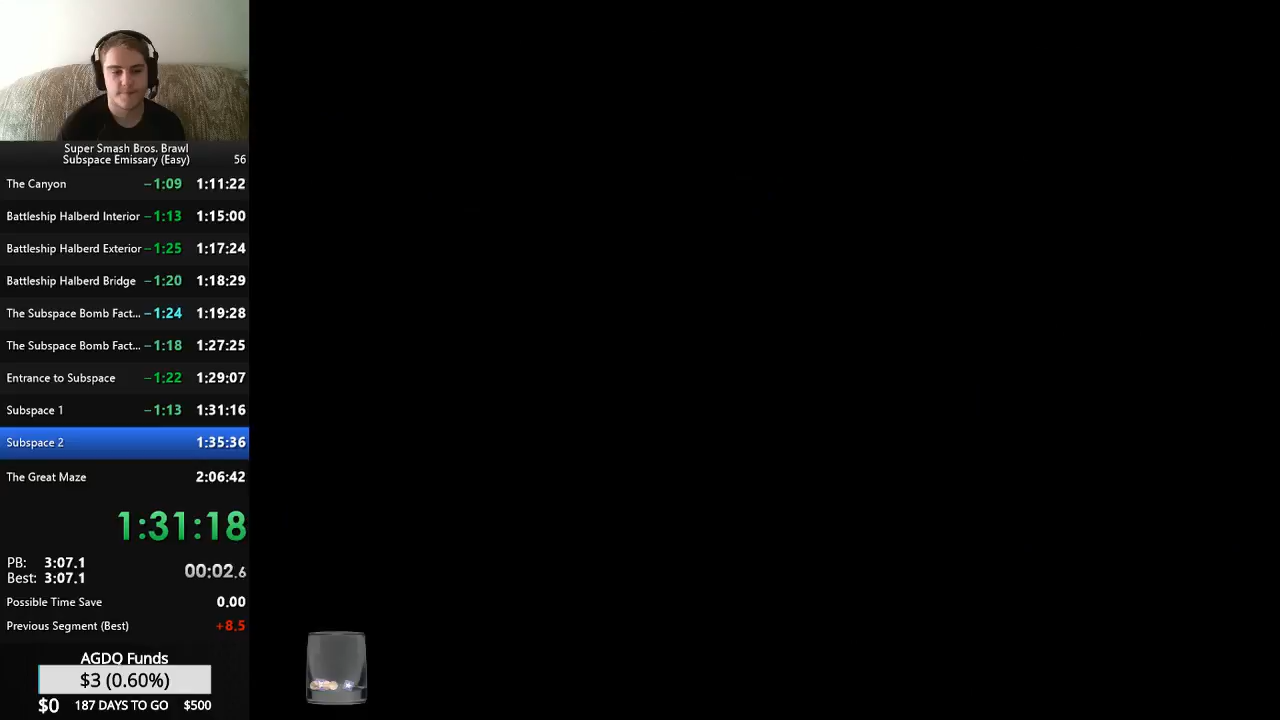 Super Smash Bros. Brawl
Subspace Emissary (Easy) 56
The Canyon −1:09 1:11:22
Battleship Halberd Interior −1:13 1:15:00
Battleship Halberd Exterior −1:25 1:17:24
Battleship Halberd Bridge −1:20 1:18:29
The Subspace Bomb Fact... −1:24 1:19:28
The Subspace Bomb Fact... −1:18 1:27:25
Entrance to Subspace −1:22 1:29:07
Subspace 1 −1:13 1:31:16
Subspace 2 1:35:36
The Great Maze 2:06:42
1:31:18
PB: 3:07.1
Best: 3:07.1
00:02.6
Possible Time Save 0.00
Previous Segment (Best) +8.5
AGDQ Funds
$3 (0.60%)
$0 187 DAYS TO GO $500